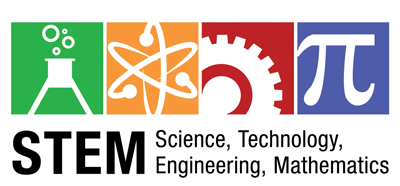 π
STEM Science, Technology,
Engineering, Mathematics